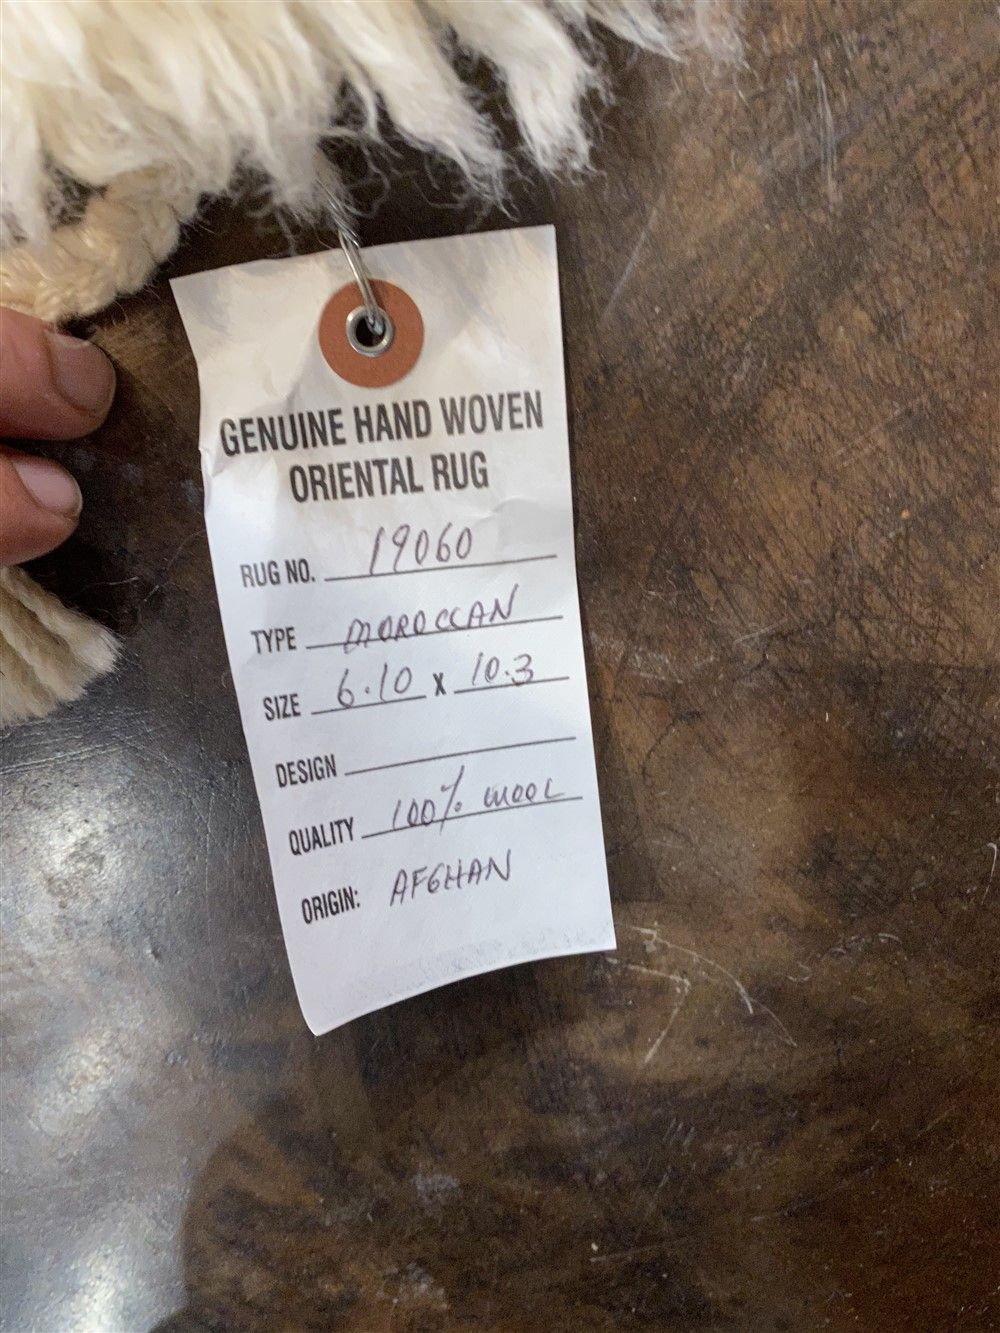 GENUINE HAND WOVEN
ORIENTAL RUG
RUG NO. 19060
TYPE MOROCCAN
SIZE 6.10 x 10.3
DESIGN
QUALITY 100% WOOL
ORIGIN: AFGHAN